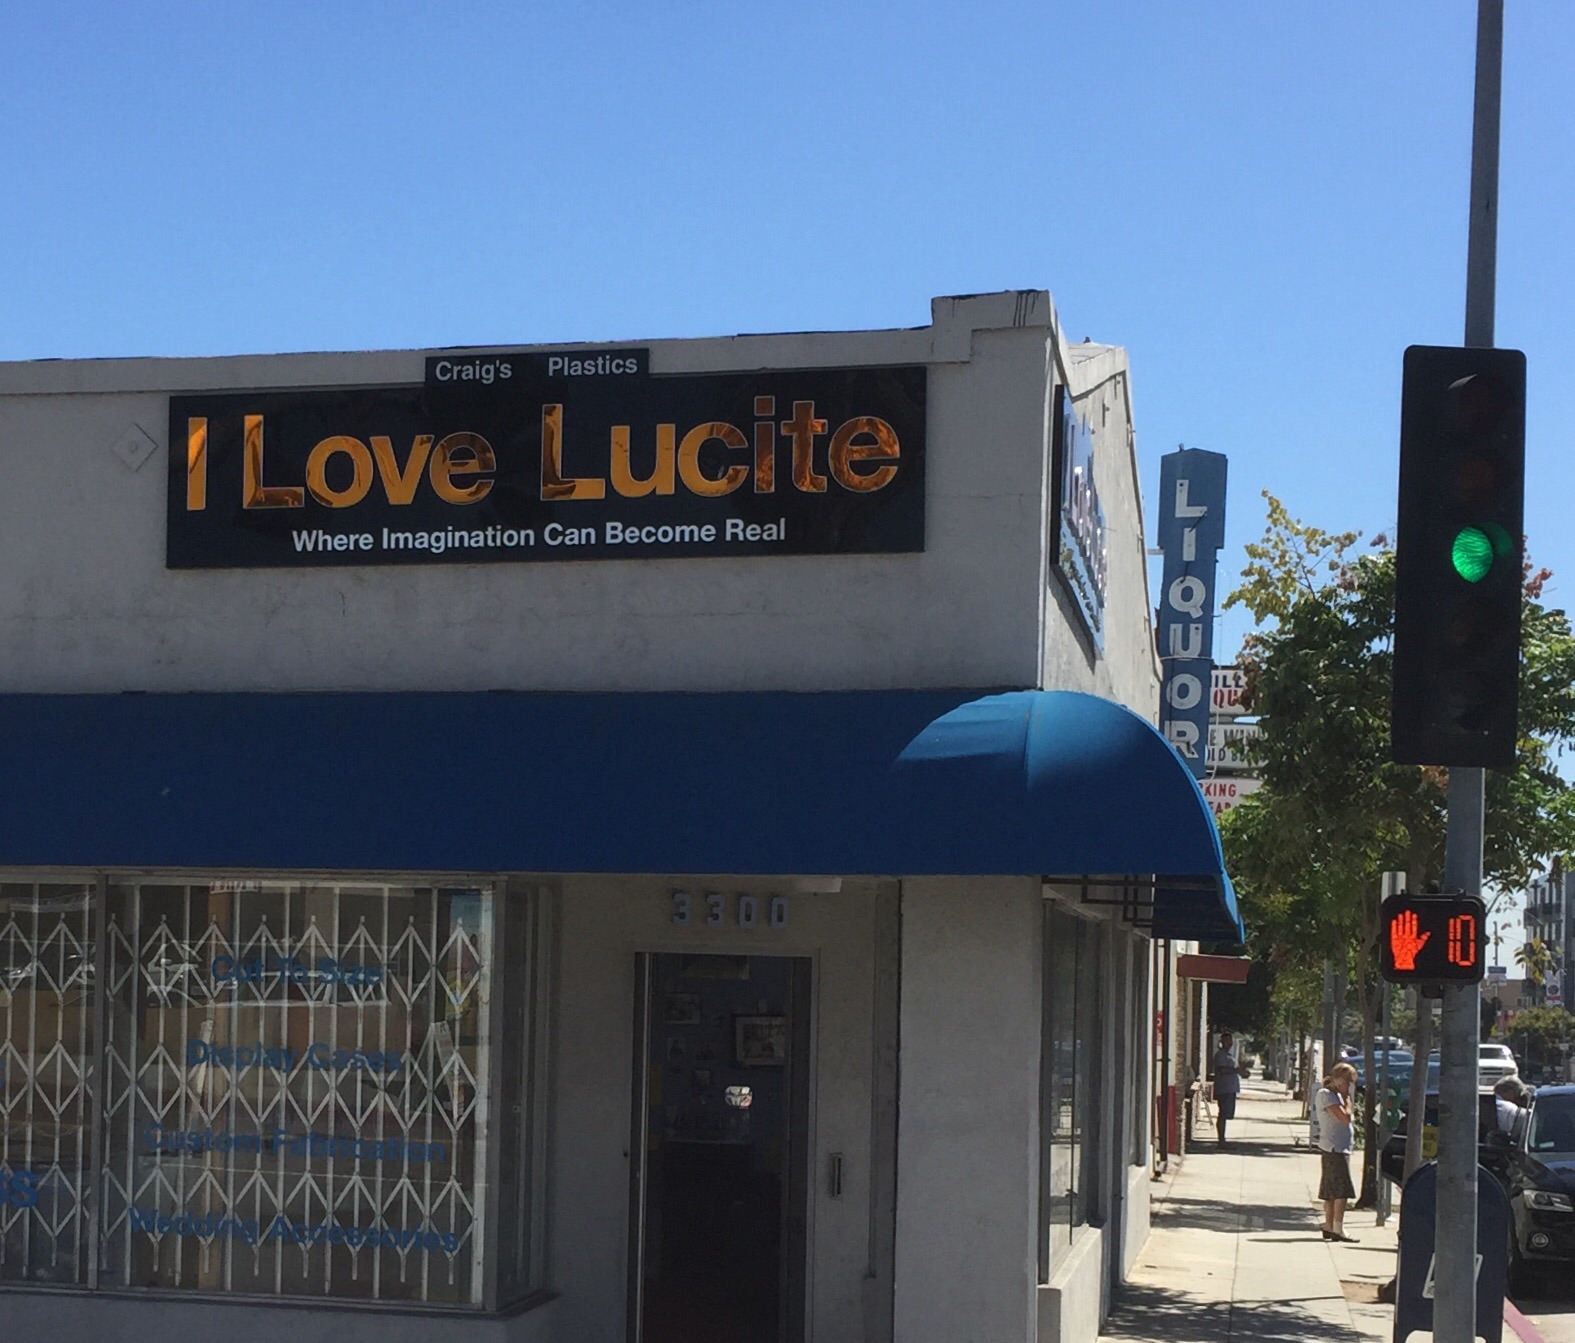 Craig's Plastics
I Love Lucite
Where Imagination Can Become Real
LIQUOR
KING
3300
10
Cut To Size
Display Cases
Custom Fabrication
Wedding Accessories